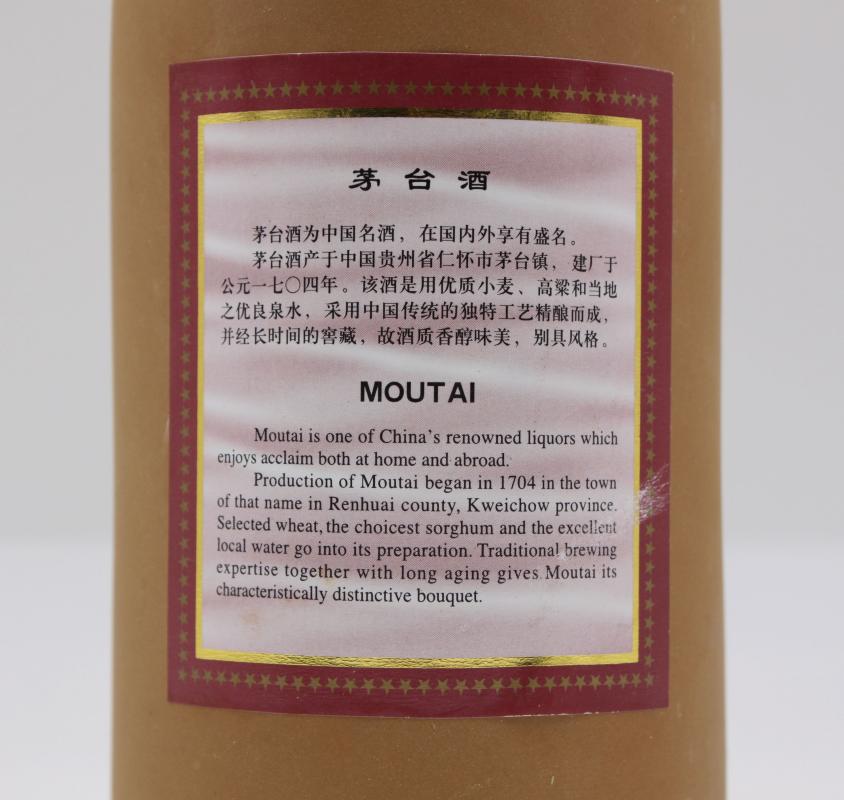 茅台酒
茅台酒为中国名酒，在国内外享有盛名。
茅台酒产于中国贵州省仁怀市茅台镇，建厂于
公元一七〇四年。该酒是用优质小麦、高粱和当地
之优良泉水，采用中国传统的独特工艺精酿而成，
并经长时间的窖藏，故酒质香醇味美，别具风格。
MOUTAI
Moutai is one of China's renowned liquors which
enjoys acclaim both at home and abroad.
Production of Moutai began in 1704 in the town
of that name in Renhuai county, Kweichow province.
Selected wheat, the choicest sorghum and the excellent
local water go into its preparation. Traditional brewing
expertise together with long aging gives Moutai its
characteristically distinctive bouquet.